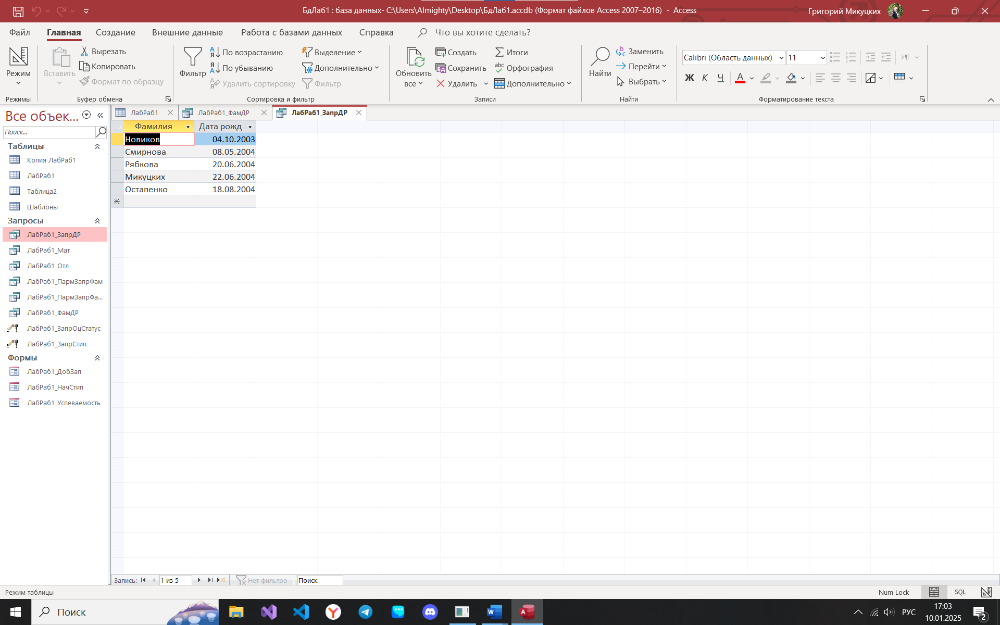 БдЛаб1 : база данных- C:\Users\Almighty\Desktop\БдЛаб1.accdb (Формат файлов Access 2007–2016) - Access
Григорий Микуцких
Файл Главная Создание Внешние данные Работа с базами данных Справка Что вы хотите сделать?
Режим
Режимы
Вставить
Вырезать
Копировать
Формат по образцу
Буфер обмена
Фильтр
По возрастанию
По убыванию
Удалить сортировку
Выделение
Дополнительно
Фильтр
Сортировка и фильтр
Обновить
все
Создать
Сохранить
Удалить
Итоги
Орфография
Дополнительно
Записи
Найти
Заменить
Перейти
Выбрать
Найти
Calibri (Область данных) 11
Ж К Ч
Форматирование текста
Все объек...
Поиск...
Таблицы
Копия ЛабРаб1
ЛабРаб1
Таблица2
Шаблоны
Запросы
ЛабРаб1_ЗапрДР
ЛабРаб1_Мат
ЛабРаб1_Отл
ЛабРаб1_ПармЗапрФам
ЛабРаб1_ПармЗапрФа...
ЛабРаб1_ФамДР
ЛабРаб1_ЗапрОцСтатус
ЛабРаб1_ЗапрСтип
Формы
ЛабРаб1_ДобЗап
ЛабРаб1_НачСтип
ЛабРаб1_Успеваемость
ЛабРаб1 ЛабРаб1_ФамДР ЛабРаб1_ЗапрДР
Фамилия Дата рожд
Новиков 04.10.2003
Смирнова 08.05.2004
Рябкова 20.06.2004
Микуцких 22.06.2004
Остапенко 18.08.2004
Запись: 1 из 5 Нет фильтра Поиск
Режим таблицы
Num Lock SQL
Поиск
РУС
17:03
10.01.2025
2